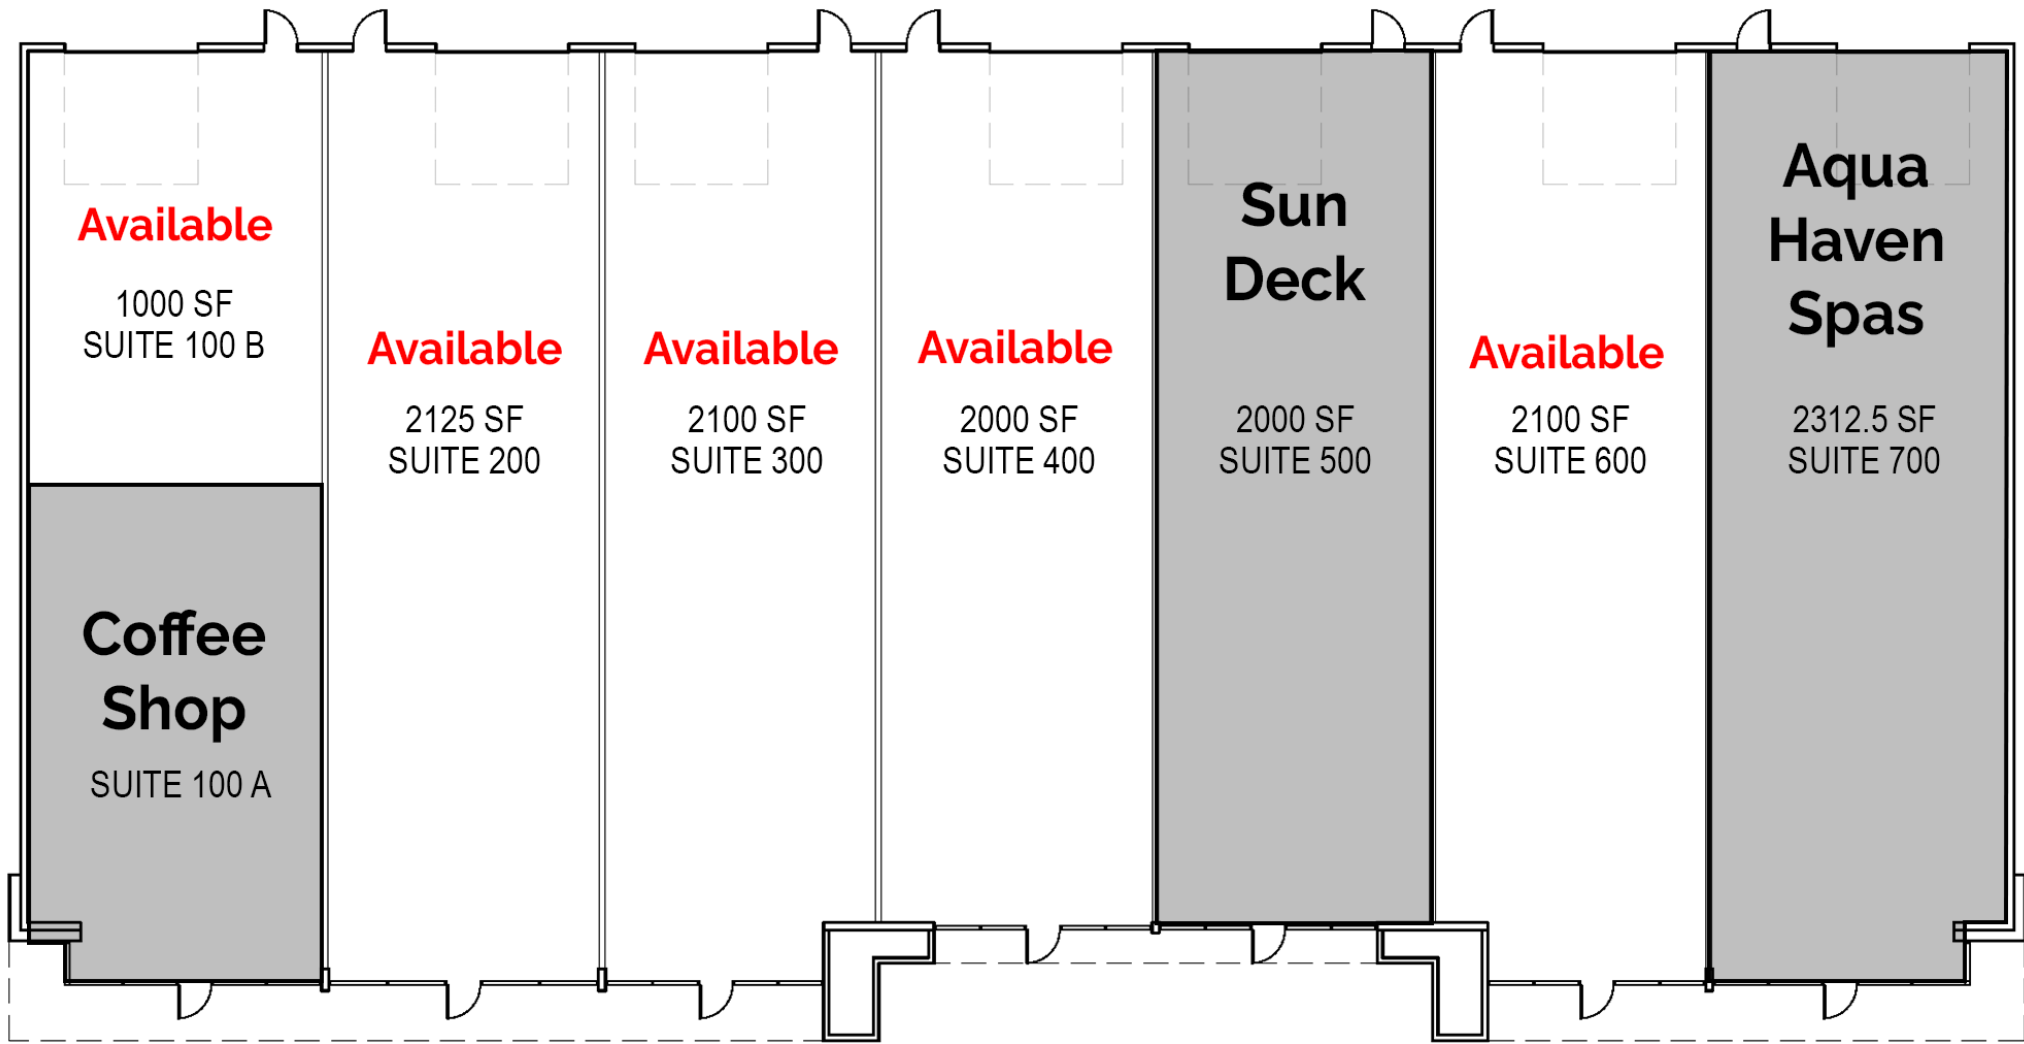 Available
1000 SF
SUITE 100 B
Coffee
Shop
SUITE 100 A
Available
2125 SF
SUITE 200
Available
2100 SF
SUITE 300
Available
2000 SF
SUITE 400
Sun
Deck
2000 SF
SUITE 500
Available
2100 SF
SUITE 600
Aqua
Haven
Spas
2312.5 SF
SUITE 700